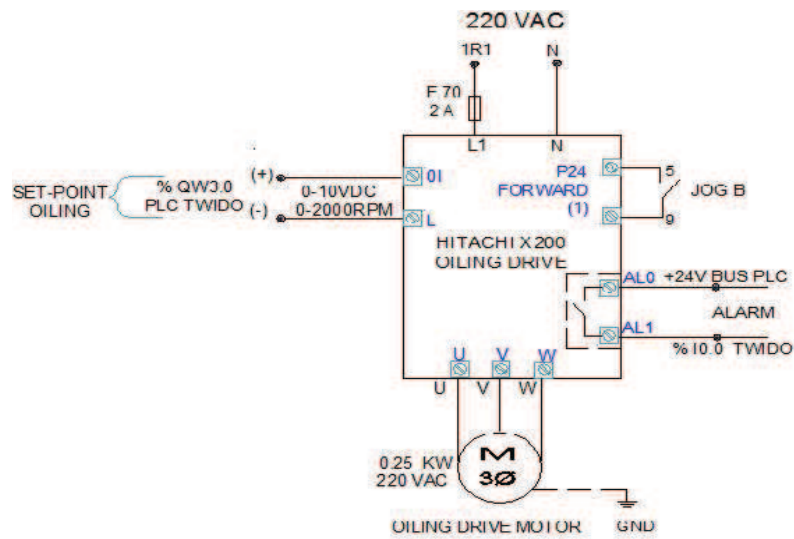 220 VAC
1R1 N
F 70
2 A
L1 N
SET-POINT
OILING
% QW3.0
PLC TWIDO
(+)
(-)
0-10VDC
0-2000RPM
0I
L
P24
FORWARD
(1)
5
9
JOG B
HITACHI X200
OILING DRIVE
AL0 +24V BUS PLC
ALARM
AL1
% I0.0 TWIDO
U V W
U V W
0.25 KW
220 VAC
M
3Ø
OILING DRIVE MOTOR GND